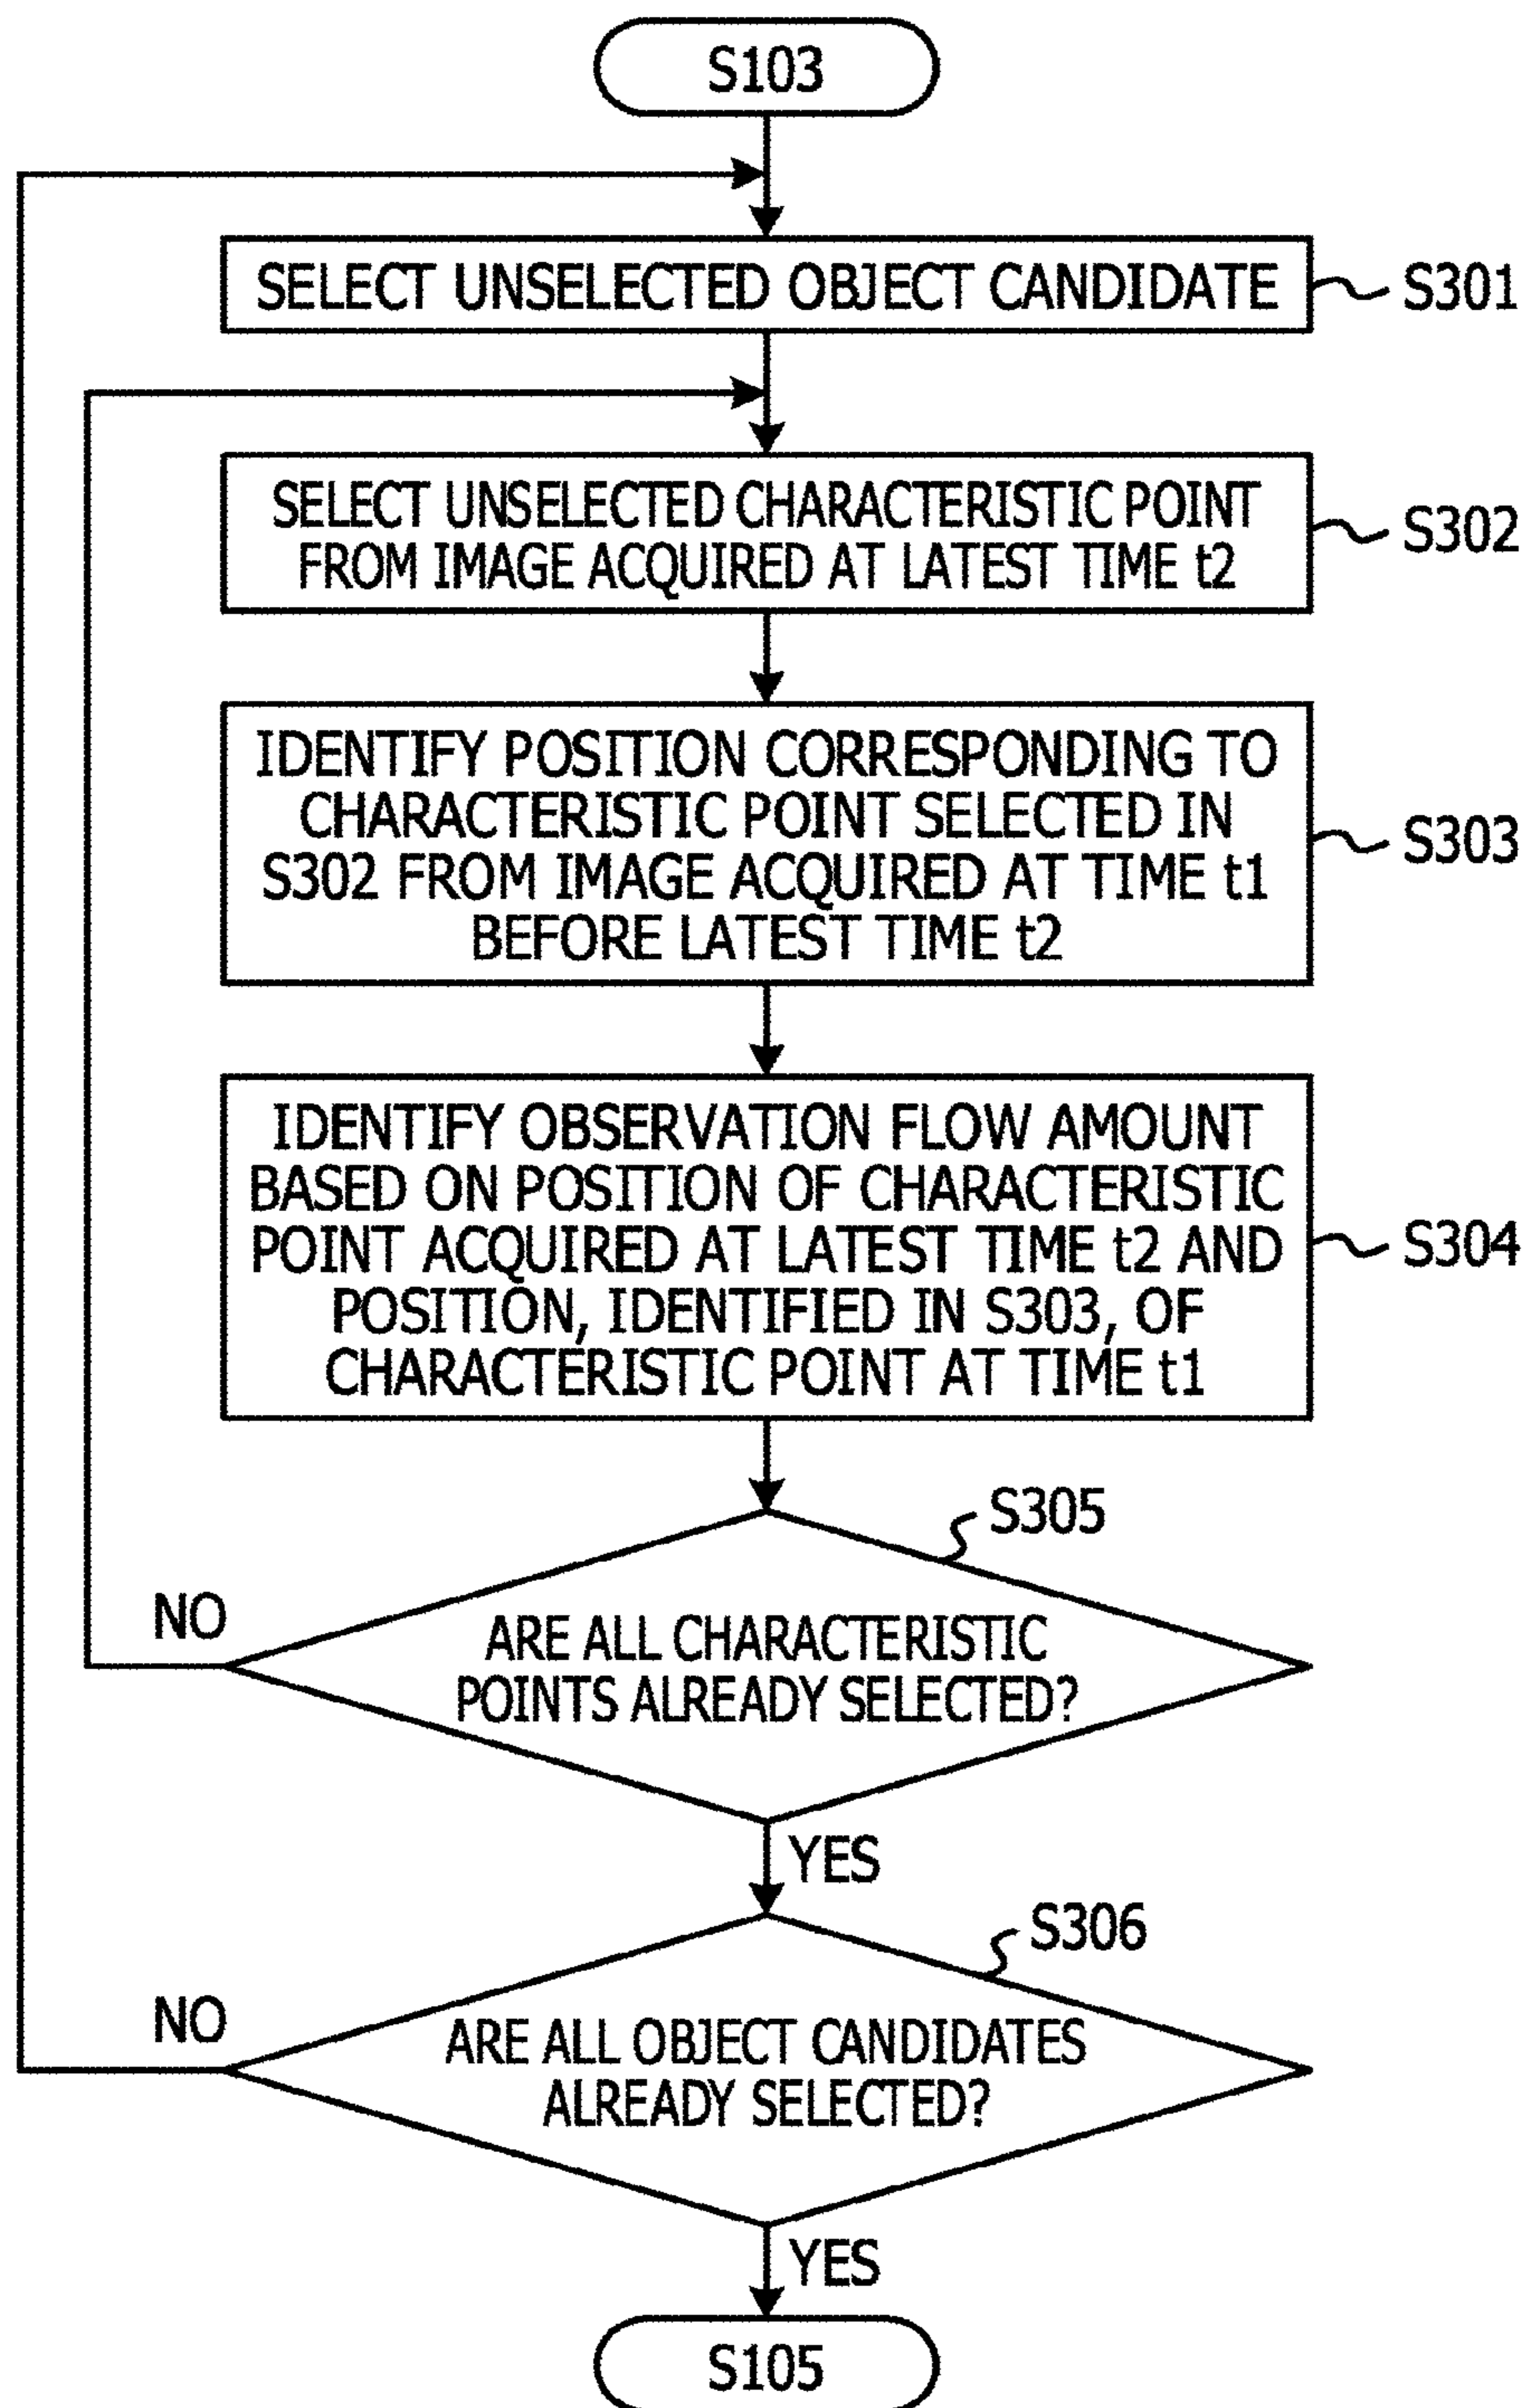 S103
SELECT UNSELECTED OBJECT CANDIDATE
S301
SELECT UNSELECTED CHARACTERISTIC POINT
FROM IMAGE ACQUIRED AT LATEST TIME t2
S302
IDENTIFY POSITION CORRESPONDING TO
CHARACTERISTIC POINT SELECTED IN
S302 FROM IMAGE ACQUIRED AT TIME t1
BEFORE LATEST TIME t2
S303
IDENTIFY OBSERVATION FLOW AMOUNT
BASED ON POSITION OF CHARACTERISTIC
POINT ACQUIRED AT LATEST TIME t2 AND
POSITION, IDENTIFIED IN S303, OF
CHARACTERISTIC POINT AT TIME t1
S304
S305
NO
ARE ALL CHARACTERISTIC
POINTS ALREADY SELECTED?
YES
S306
NO
ARE ALL OBJECT CANDIDATES
ALREADY SELECTED?
YES
S105